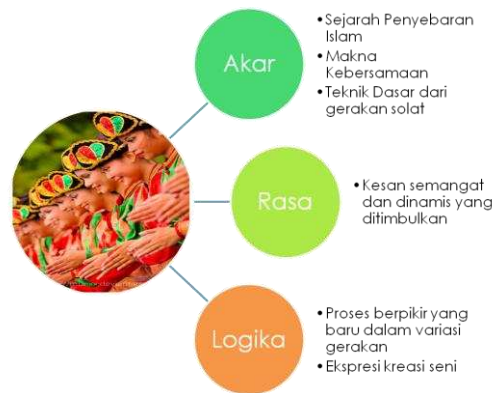 Akar
• Sejarah Penyebaran
Islam
• Makna
Kebersamaan
• Teknik Dasar dari
gerakan solat
Rasa
• Kesan semangat
dan dinamis yang
ditimbulkan
Logika
• Proses berpikir yang
baru dalam variasi
gerakan
• Ekspresi kreasi seni